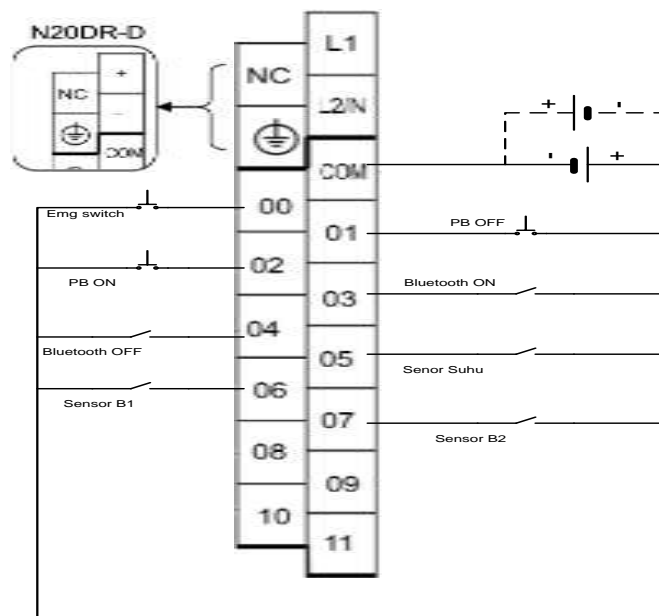 N20DR-D
+
NC
-
COM
NC
L1
L2/N
COM
+ -
- +
Emg switch
00
01
PB OFF
PB ON
02
03
Bluetooth ON
Bluetooth OFF
04
05
Senor Suhu
Sensor B1
06
07
Sensor B2
08
09
10
11